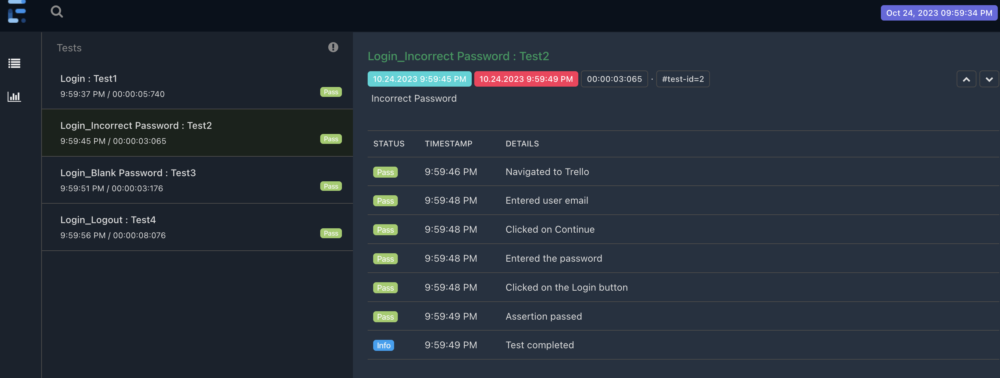 Oct 24, 2023 09:59:34 PM
Tests
Login : Test1
9:59:37 PM / 00:00:05:740
Pass
Login_Incorrect Password : Test2
9:59:45 PM / 00:00:03:065
Pass
Login_Blank Password : Test3
9:59:51 PM / 00:00:03:176
Pass
Login_Logout : Test4
9:59:56 PM / 00:00:08:076
Pass
Login_Incorrect Password : Test2
10.24.2023 9:59:45 PM 10.24.2023 9:59:49 PM 00:00:03:065 · #test-id=2
Incorrect Password
STATUS TIMESTAMP DETAILS
Pass 9:59:46 PM Navigated to Trello
Pass 9:59:48 PM Entered user email
Pass 9:59:48 PM Clicked on Continue
Pass 9:59:48 PM Entered the password
Pass 9:59:48 PM Clicked on the Login button
Pass 9:59:49 PM Assertion passed
Info 9:59:49 PM Test completed